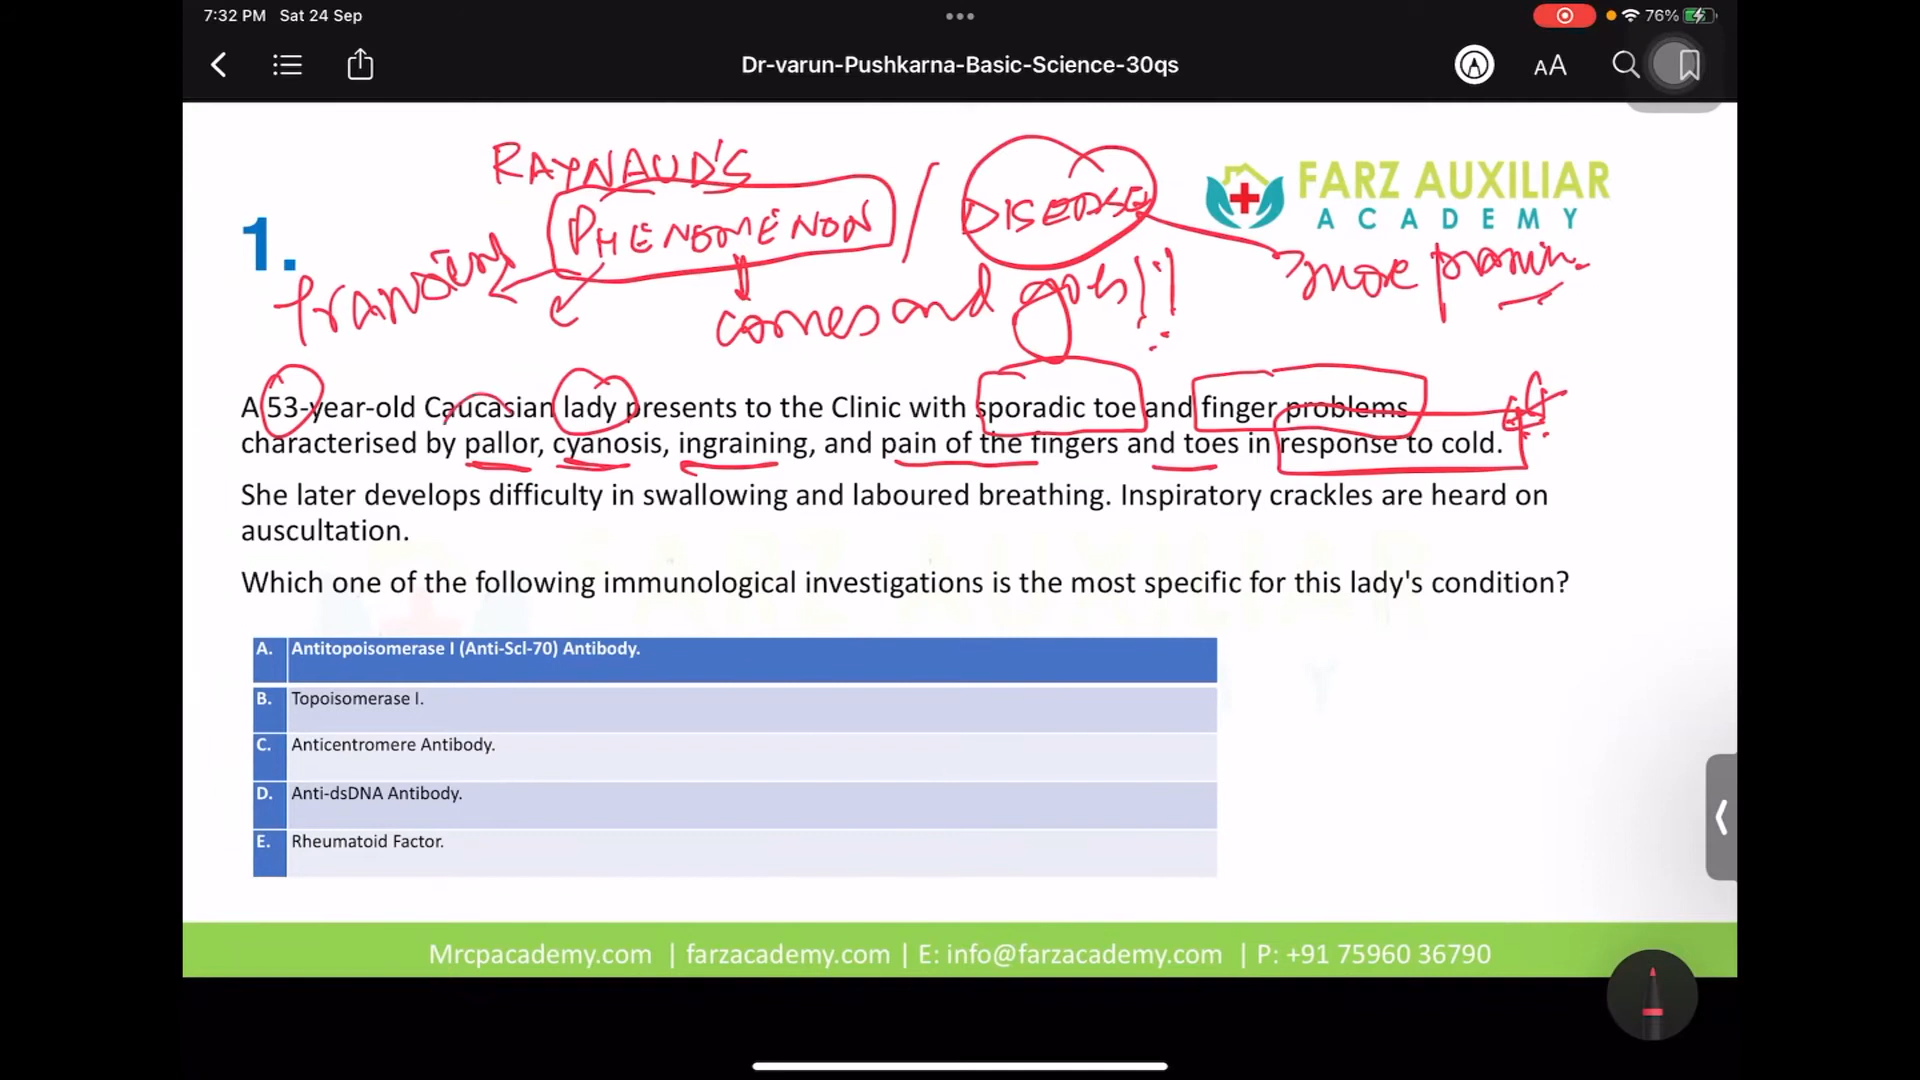 7:32 PM Sat 24 Sep
76%
Dr-varun-Pushkarna-Basic-Science-30qs
AA
RAYNAUD'S
PHENOMENON / DISEASE
FARZ AUXILIAR
ACADEMY
1.
transient
comes and goes!!
more
A 53-year-old Caucasian lady presents to the Clinic with sporadic toe and finger problems
characterised by pallor, cyanosis, ingraining, and pain of the fingers and toes in response to cold.
She later develops difficulty in swallowing and laboured breathing. Inspiratory crackles are heard on
auscultation.
Which one of the following immunological investigations is the most specific for this lady's condition?
A. Antitopoisomerase I (Anti-Scl-70) Antibody.
B. Topoisomerase I.
C. Anticentromere Antibody.
D. Anti-dsDNA Antibody.
E. Rheumatoid Factor.
Mrcpacademy.com | farzacademy.com | E: info@farzacademy.com | P: +91 75960 36790